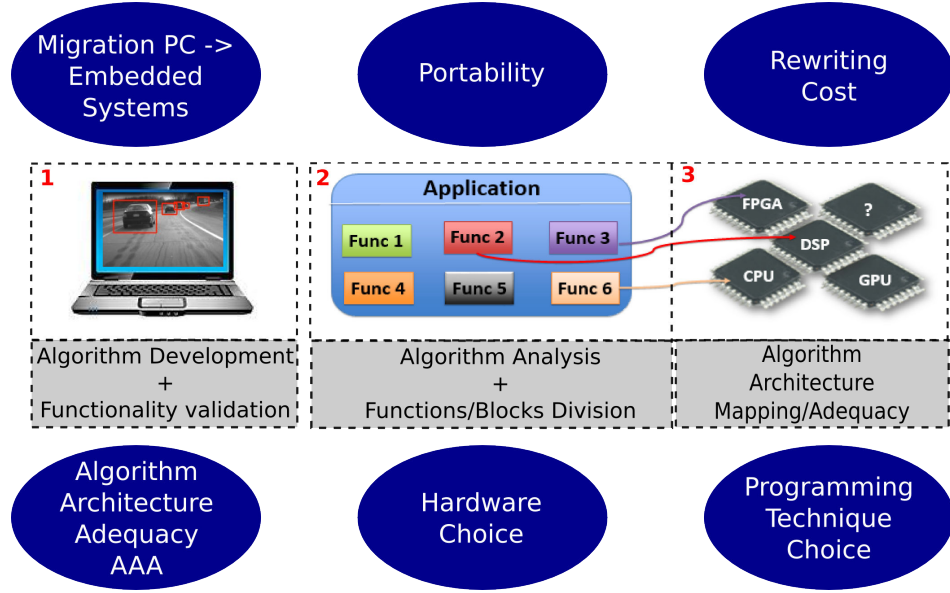 Migration PC ->
Embedded
Systems
Portability
Rewriting
Cost
1
2
3
Application
Func 1
Func 2
Func 3
Func 4
Func 5
Func 6
FPGA
?
DSP
CPU
GPU
Algorithm Development
+
Functionality validation
Algorithm Analysis
+
Functions/Blocks Division
Algorithm
Architecture
Mapping/Adequacy
Algorithm
Architecture
Adequacy
AAA
Hardware
Choice
Programming
Technique
Choice